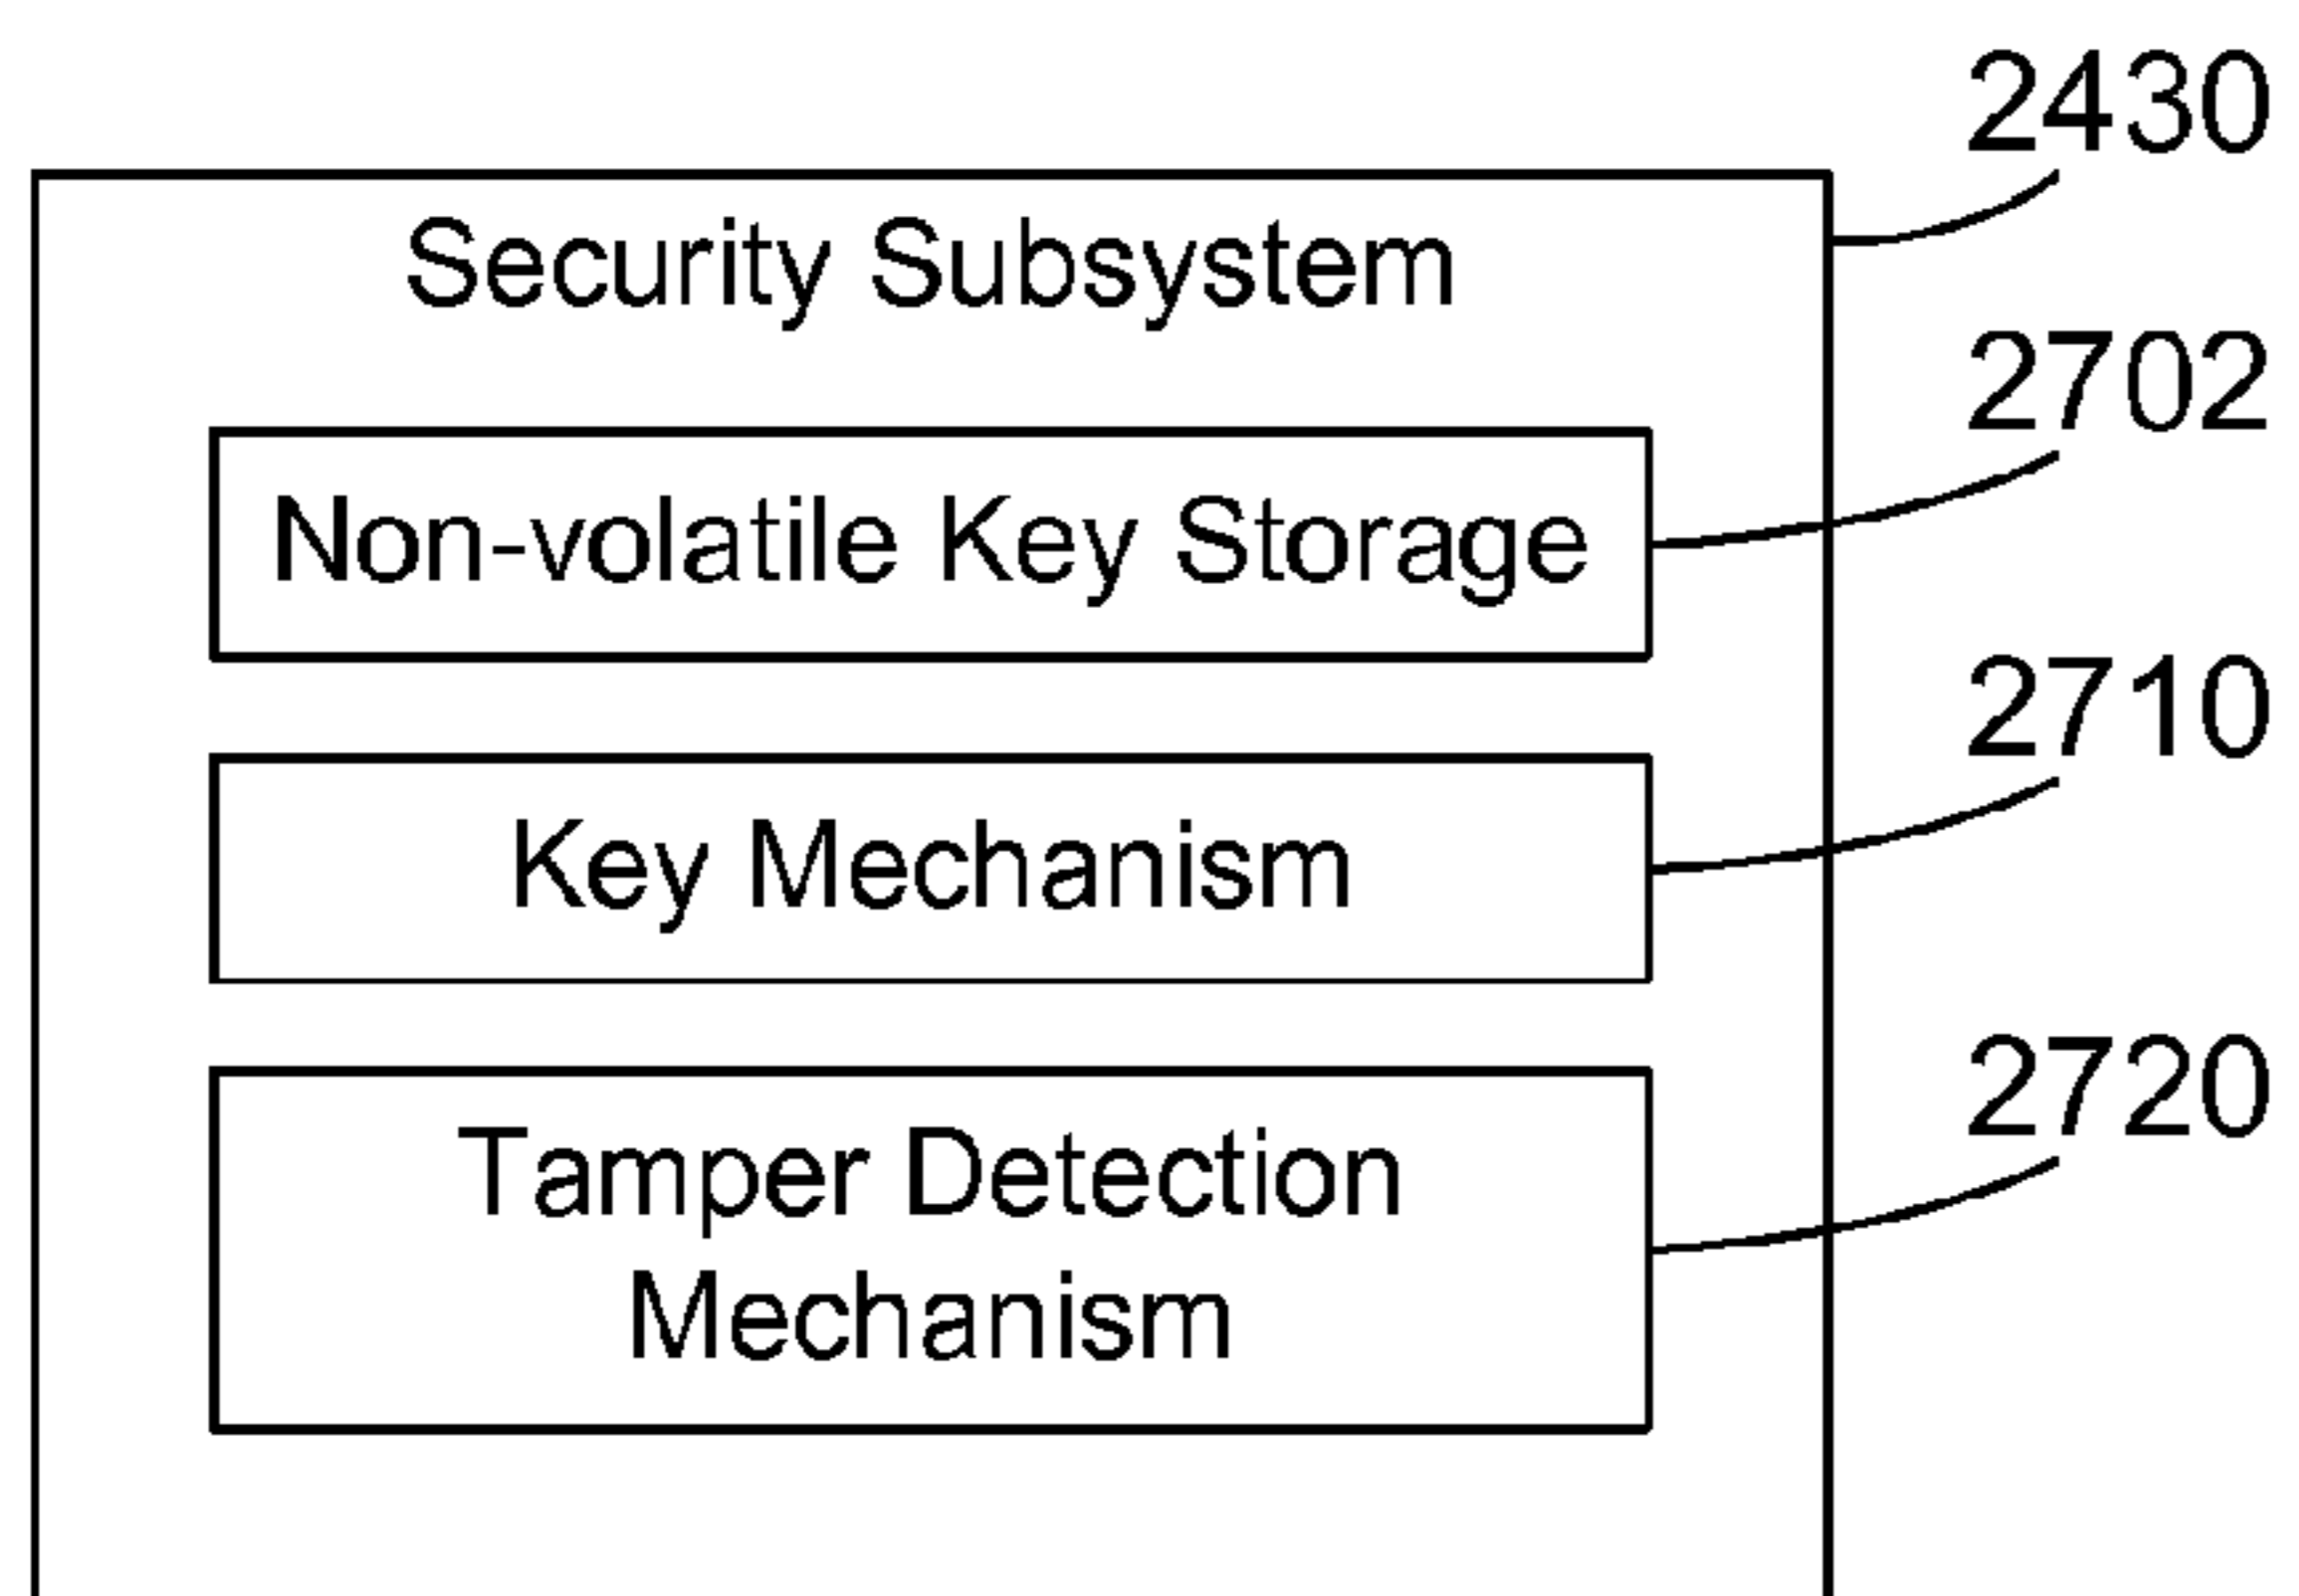 2430
Security Subsystem
2702
Non-volatile Key Storage
2710
Key Mechanism
2720
Tamper Detection
Mechanism